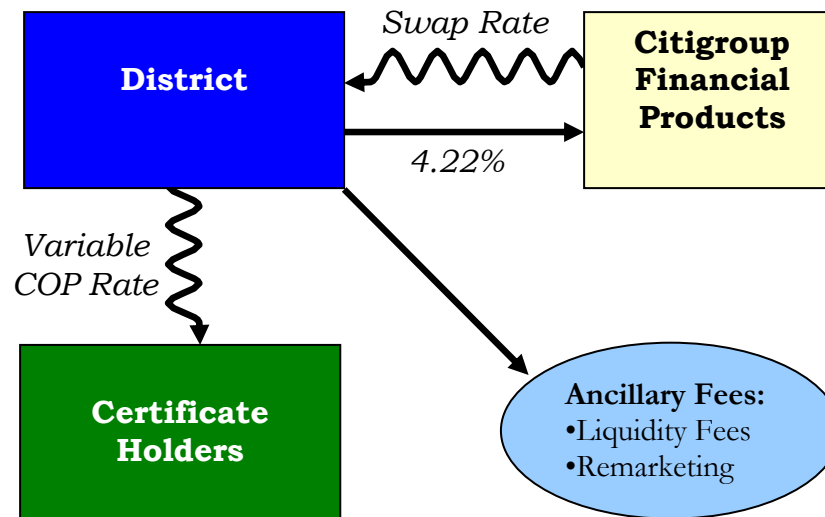 Swap Rate
District
Citigroup
Financial
Products
4.22%
Variable
COP Rate
Certificate
Holders
Ancillary Fees:
•Liquidity Fees
•Remarketing